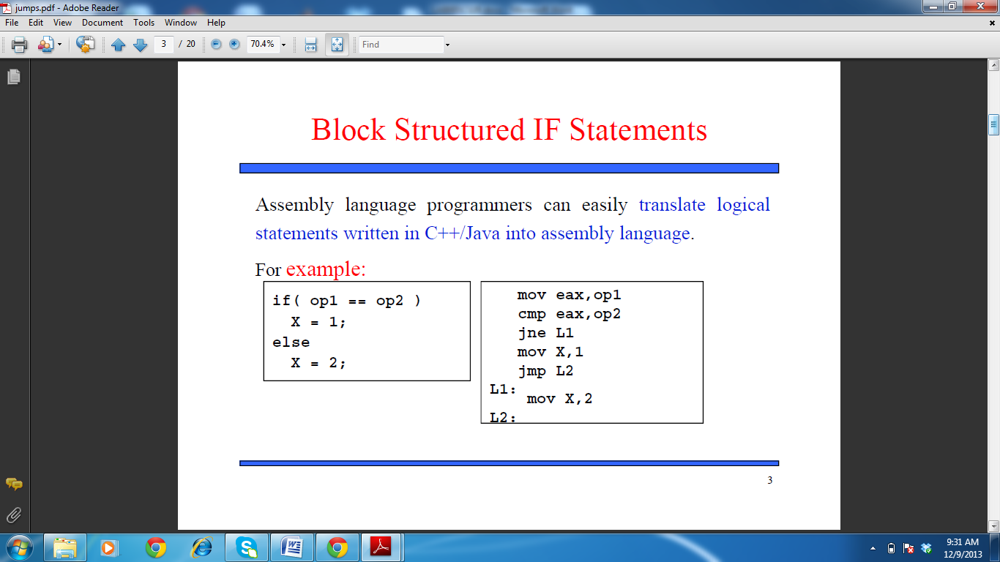 jumps.pdf - Adobe Reader
File Edit View Document Tools Window Help
3 / 20 70.4% Find
Block Structured IF Statements
Assembly language programmers can easily translate logical
statements written in C++/Java into assembly language.
For example:
if( op1 == op2 )
X = 1;
else
X = 2;
mov eax,op1
cmp eax,op2
jne L1
mov X,1
jmp L2
L1:
mov X,2
L2:
3
9:31 AM
12/9/2013